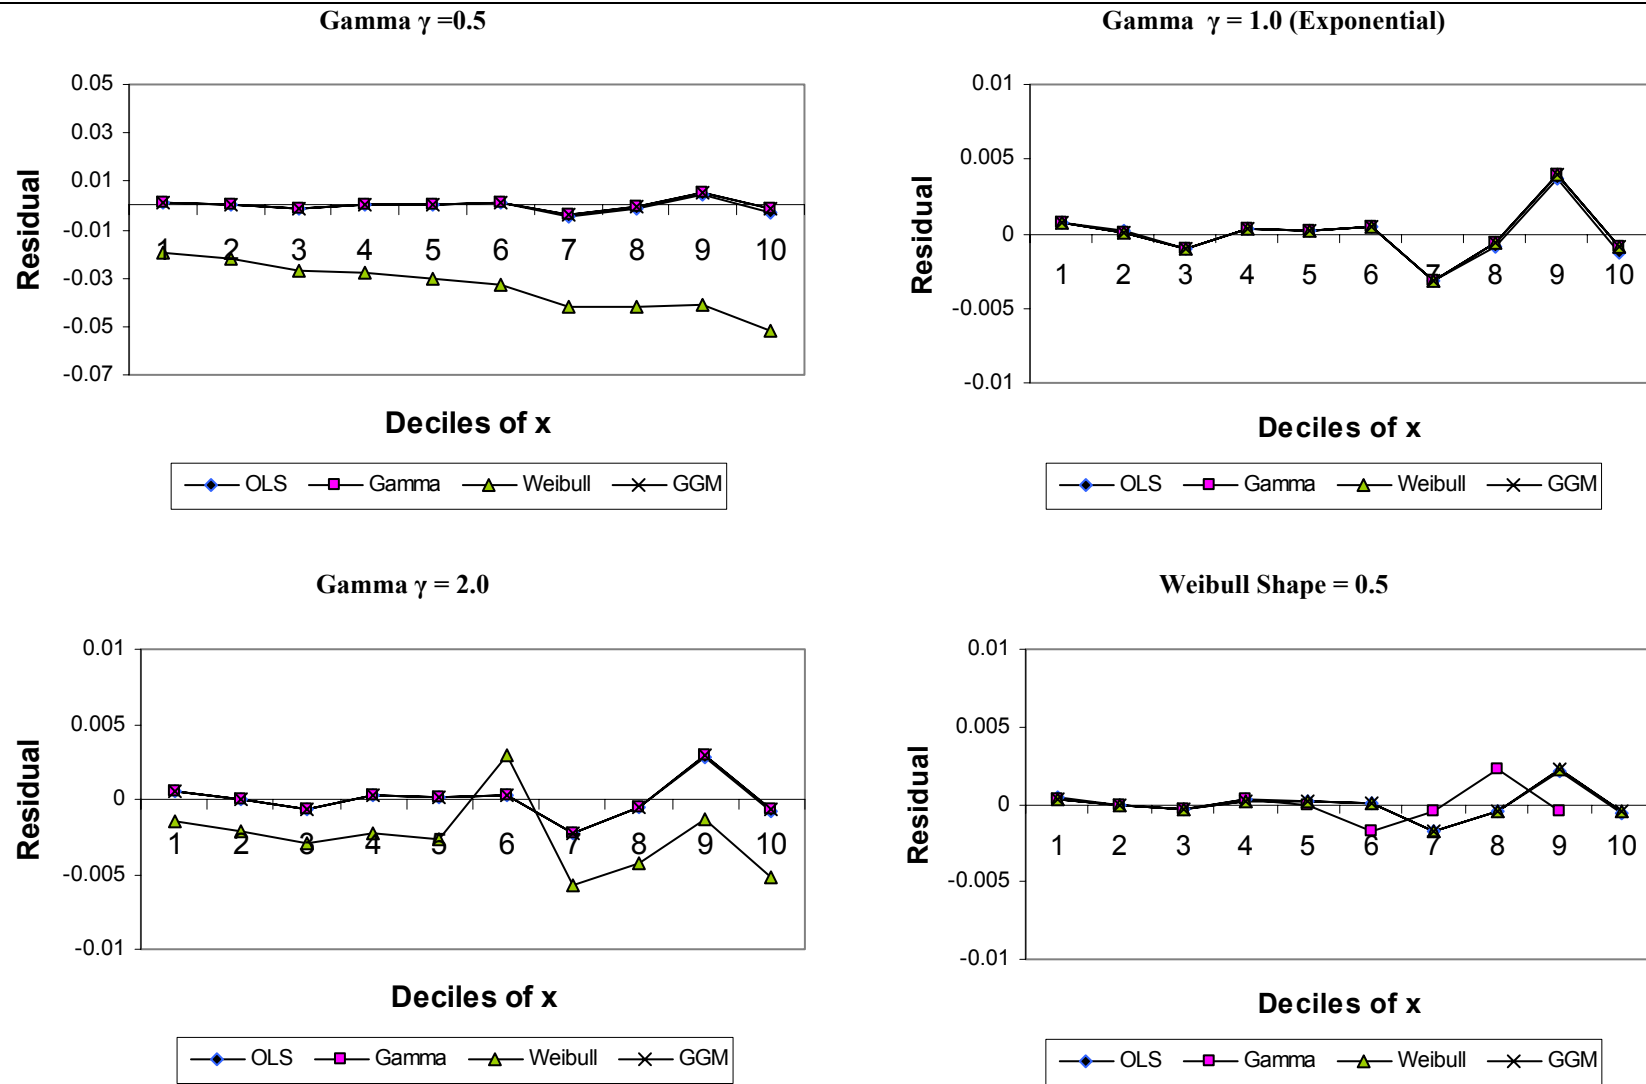 Gamma γ =0.5
0.05
0.03
0.01
-0.01
-0.03
-0.05
-0.07
Residual
1 2 3 4 5 6 7 8 9 10
Deciles of x
OLS Gamma Weibull GGM
Gamma γ = 1.0 (Exponential)
0.01
0.005
0
-0.005
-0.01
Residual
1 2 3 4 5 6 7 8 9 10
Deciles of x
OLS Gamma Weibull GGM
Gamma γ = 2.0
0.01
0.005
0
-0.005
-0.01
Residual
1 2 3 4 5 6 7 8 9 10
Deciles of x
OLS Gamma Weibull GGM
Weibull Shape = 0.5
0.01
0.005
0
-0.005
-0.01
Residual
1 2 3 4 5 6 7 8 9 10
Deciles of x
OLS Gamma Weibull GGM